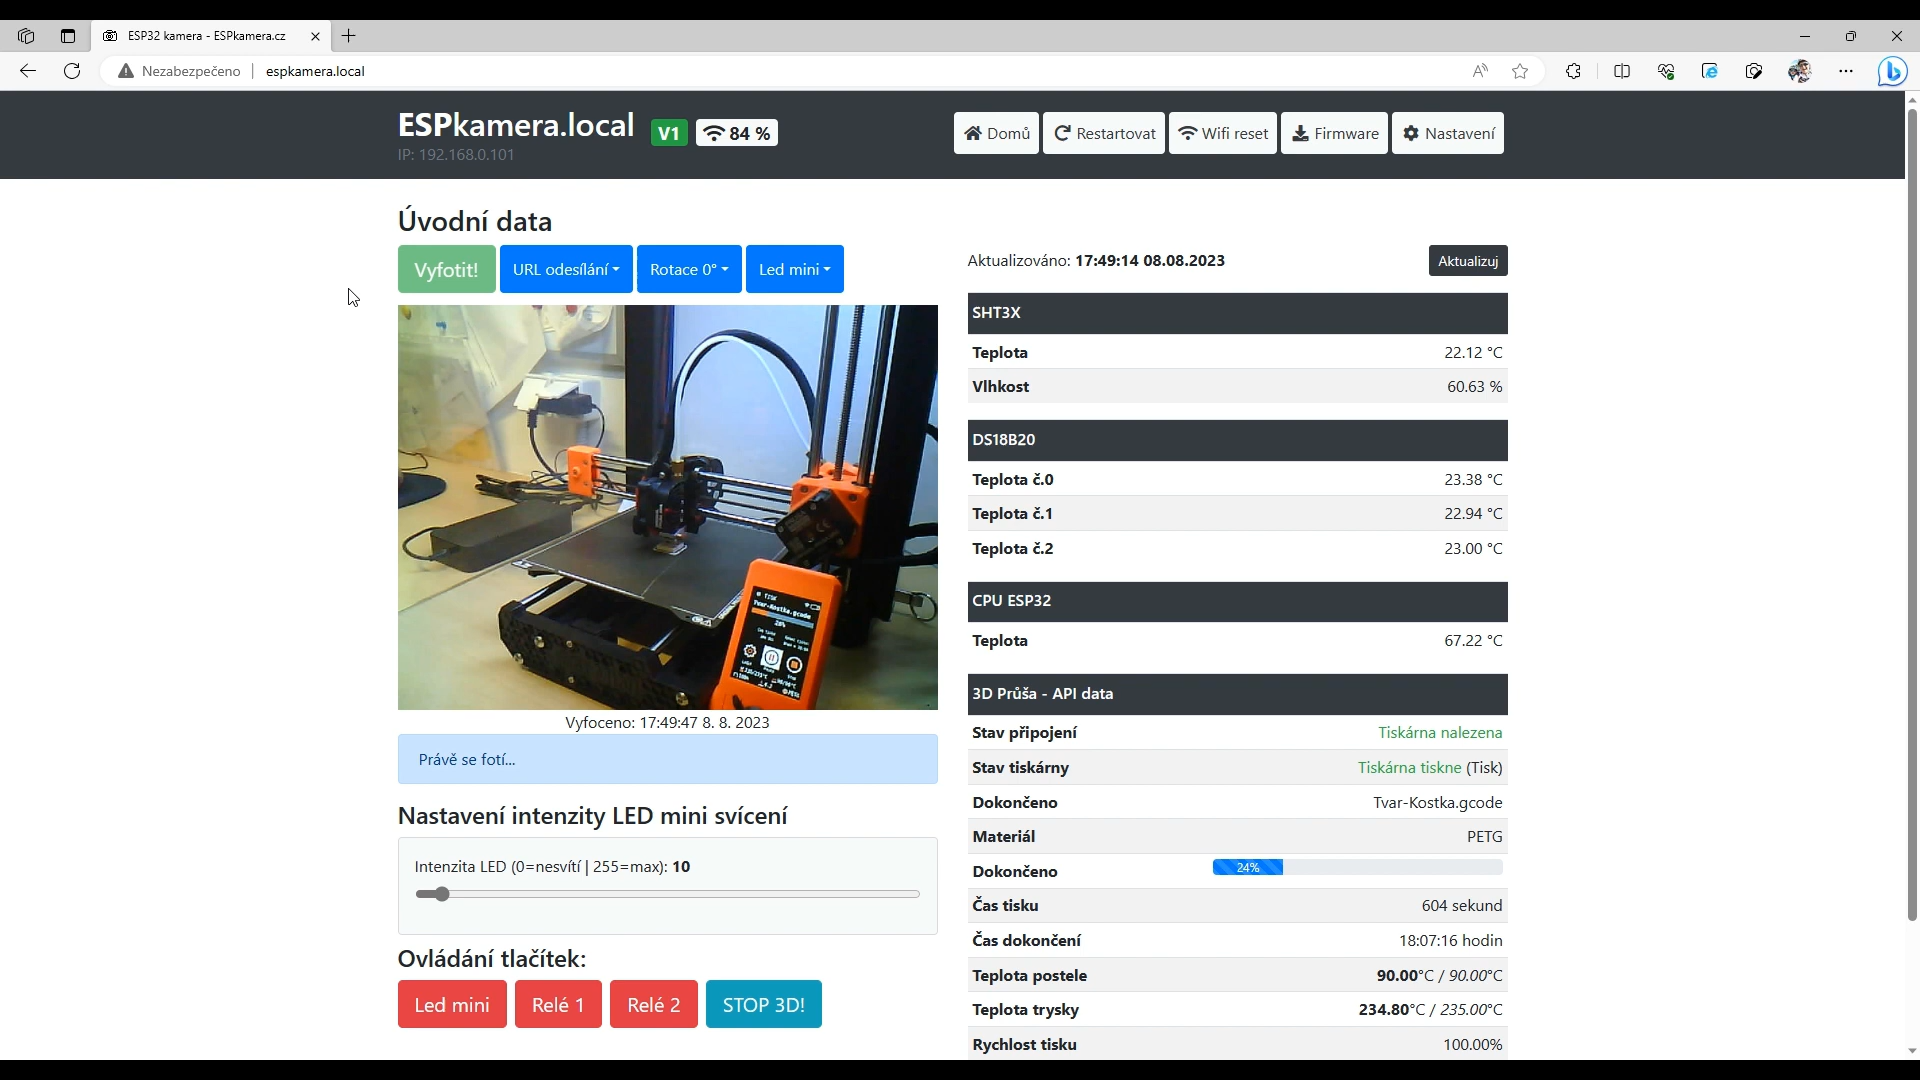 ESP32 kamera - ESPkamera.cz
Nezabezpečeno
espkamera.local
ESPkamera.local V1 84 %
IP: 192.168.0.101
Domů
Restartovat
Wifi reset
Firmware
Nastavení
Úvodní data
Vyfotit!
URL odesílání
Rotace 0°
Led mini
TISK
Tvar-Kostka.gcode
Vyfoceno: 17:49:47 8. 8. 2023
Právě se fotí...
Nastavení intenzity LED mini svícení
Intenzita LED (0=nesvítí | 255=max): 10
Ovládání tlačítek:
Led mini
Relé 1
Relé 2
STOP 3D!
Aktualizováno: 17:49:14 08.08.2023
Aktualizuj
SHT3X
Teplota 22.12 °C
Vlhkost 60.63 %
DS18B20
Teplota č.0 23.38 °C
Teplota č.1 22.94 °C
Teplota č.2 23.00 °C
CPU ESP32
Teplota 67.22 °C
3D Průša - API data
Stav připojení Tiskárna nalezena
Stav tiskárny Tiskárna tiskne (Tisk)
Dokončeno Tvar-Kostka.gcode
Materiál PETG
Dokončeno 24%
Čas tisku 604 sekund
Čas dokončení 18:07:16 hodin
Teplota postele 90.00°C / 90.00°C
Teplota trysky 234.80°C / 235.00°C
Rychlost tisku 100.00%